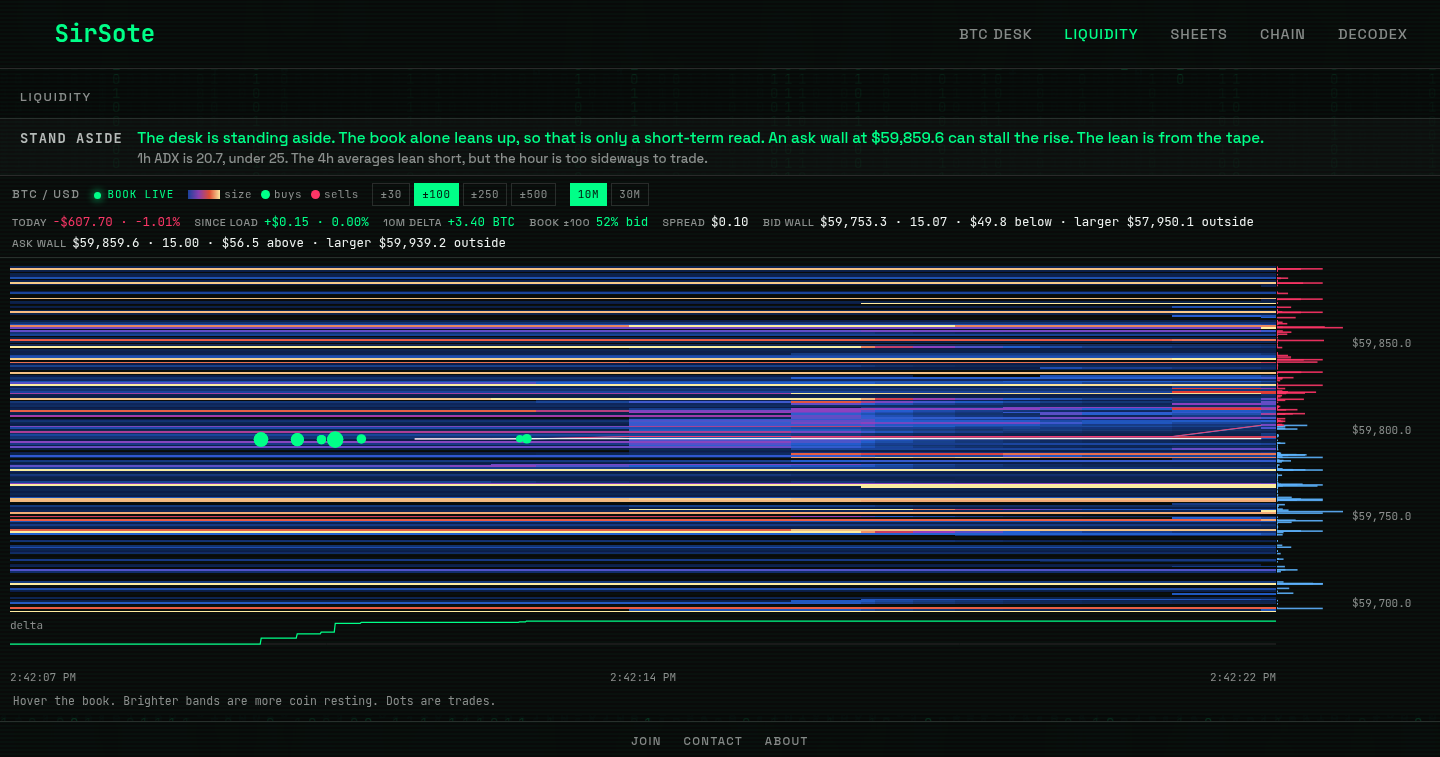 SirSote
BTC DESK LIQUIDITY SHEETS CHAIN DECODEX
LIQUIDITY
STAND ASIDE The desk is standing aside. The book alone leans up, so that is only a short-term read. An ask wall at $59,859.6 can stall the rise. The lean is from the tape.
1h ADX is 20.7, under 25. The 4h averages lean short, but the hour is too sideways to trade.
BTC / USD BOOK LIVE size buys sells ±30 ±100 ±250 ±500 10M 30M
TODAY -$607.70 · -1.01% SINCE LOAD +$0.15 · 0.00% 10M DELTA +3.40 BTC BOOK ±100 52% bid SPREAD $0.10 BID WALL $59,753.3 · 15.07 · $49.8 below · larger $57,950.1 outside
ASK WALL $59,859.6 · 15.00 · $56.5 above · larger $59,939.2 outside
$59,850.0
$59,800.0
$59,750.0
$59,700.0
delta
2:42:07 PM 2:42:14 PM 2:42:22 PM
Hover the book. Brighter bands are more coin resting. Dots are trades.
JOIN CONTACT ABOUT